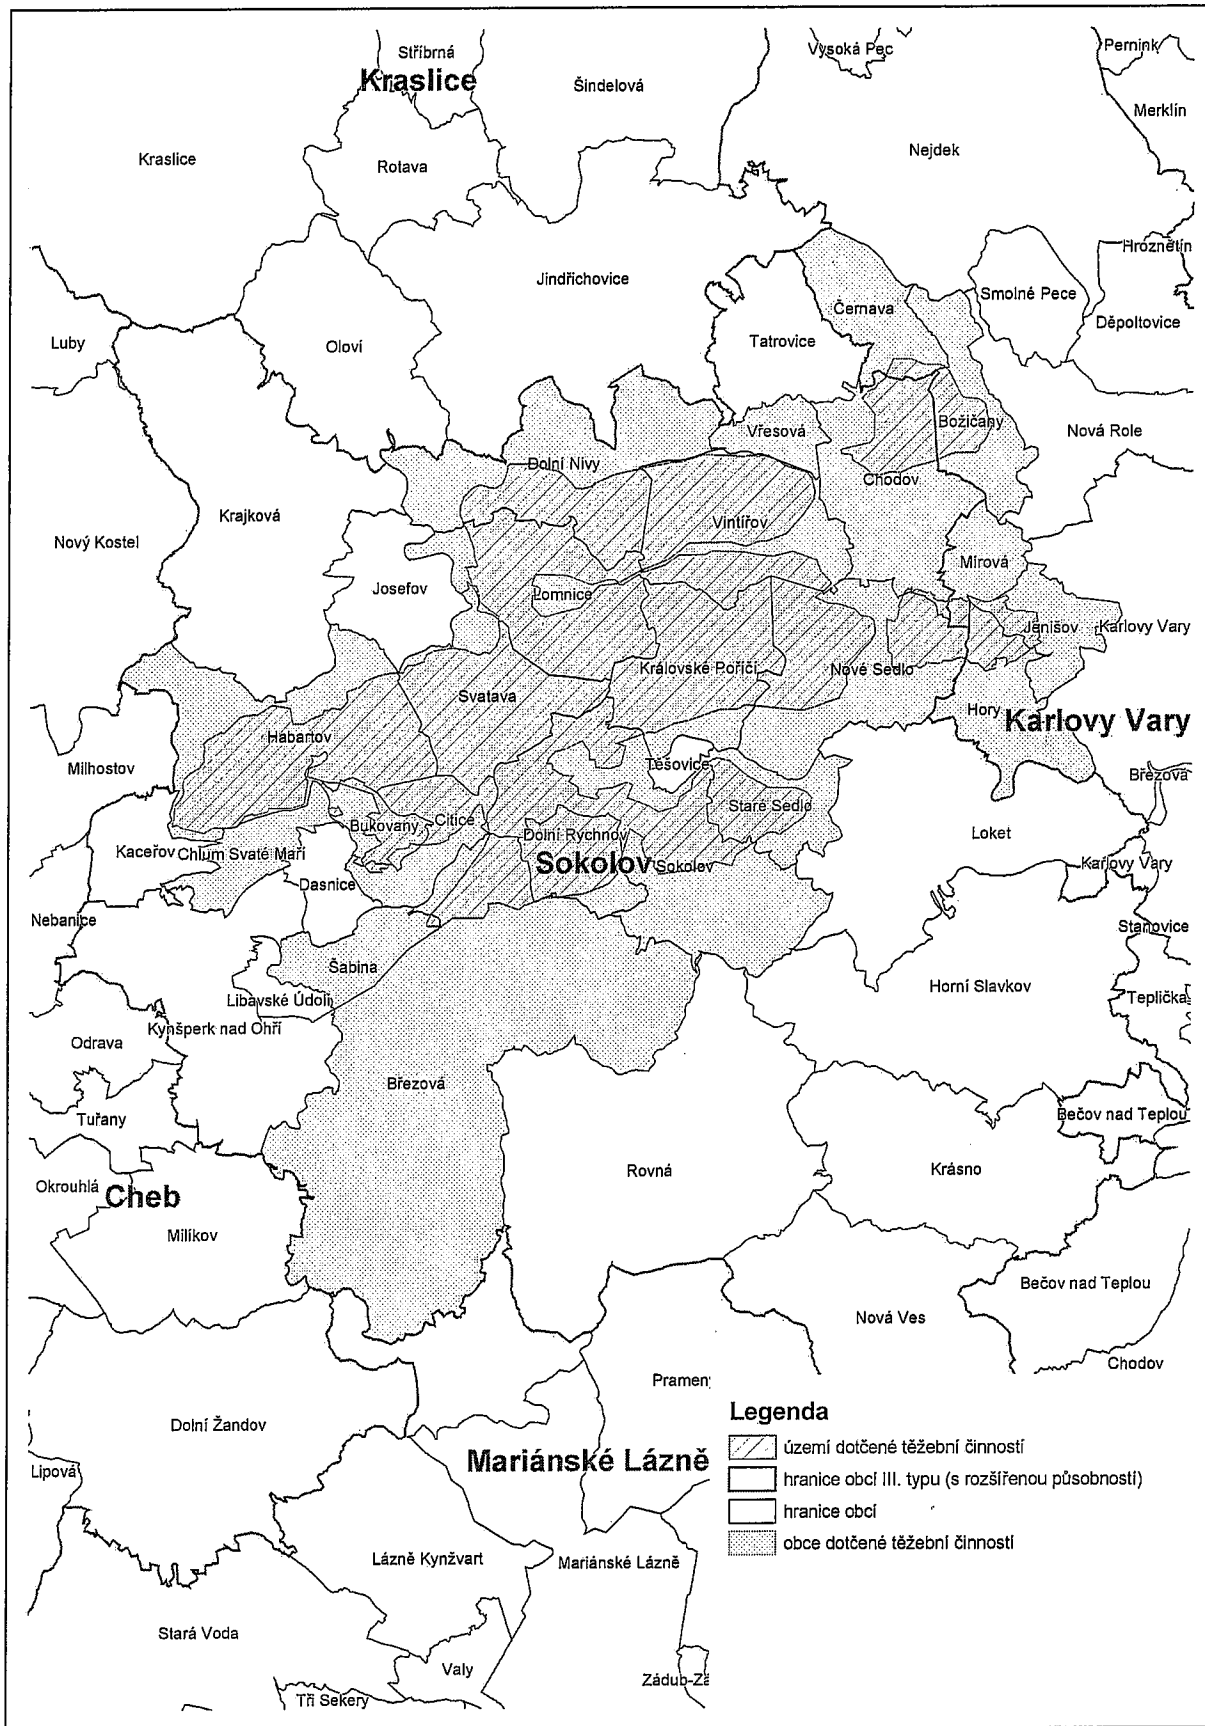 Stříbrná
Kraslice
Šindelová
Vysoká Pec
Pernink
Merklín
Kraslice
Rotava
Nejdek
Hroznětín
Jindřichovice
Černava
Smolné Pece
Děpoltovice
Luby
Oloví
Tatrovice
Vřesová
Božičany
Nová Role
Dolní Nivy
Chodov
Krajková
Vintířov
Nový Kostel
Josefov
Lomnice
Mírová
Jenišov
Karlovy Vary
Svatava
Královské Poříčí
Nové Sedlo
Hory
Karlovy Vary
Habartov
Milhostov
Těšovice
Březová
Staré Sedlo
Bukovany
Citice
Dolní Rychnov
Loket
Kaceřov
Chlum Svaté Maří
Sokolov
Sokolov
Karlovy Vary
Dasnice
Nebanice
Stanovice
Šabina
Horní Slavkov
Libavské Údolí
Teplička
Kynšperk nad Ohří
Odrava
Březová
Tuřany
Bečov nad Teplou
Okrouhlá
Cheb
Rovná
Krásno
Milíkov
Bečov nad Teplou
Nová Ves
Chodov
Prameny
Dolní Žandov
Legenda
území dotčené těžební činností
Mariánské Lázně
Lipová
hranice obcí III. typu (s rozšířenou působností)
hranice obcí
obce dotčené těžební činností
Lázně Kynžvart
Mariánské Lázně
Stará Voda
Valy
Zádub-Zá
Tři Sekery